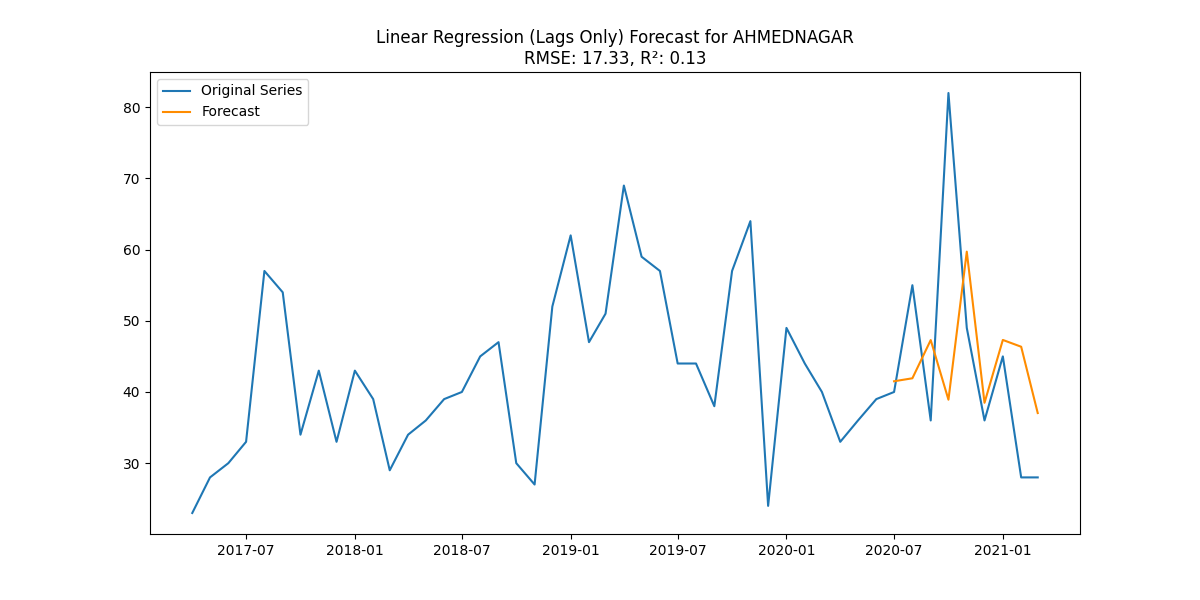 Linear Regression (Lags Only) Forecast for AHMEDNAGAR
RMSE: 17.33, R²: 0.13
Original Series
Forecast
80
70
60
50
40
30
2017-07 2018-01 2018-07 2019-01 2019-07 2020-01 2020-07 2021-01